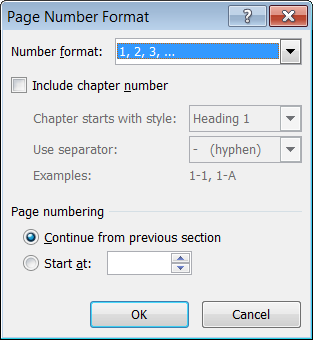 Page Number Format
Number format: 1, 2, 3, ...
Include chapter number
Chapter starts with style: Heading 1
Use separator: - (hyphen)
Examples: 1-1, 1-A
Page numbering
Continue from previous section
Start at:
OK Cancel